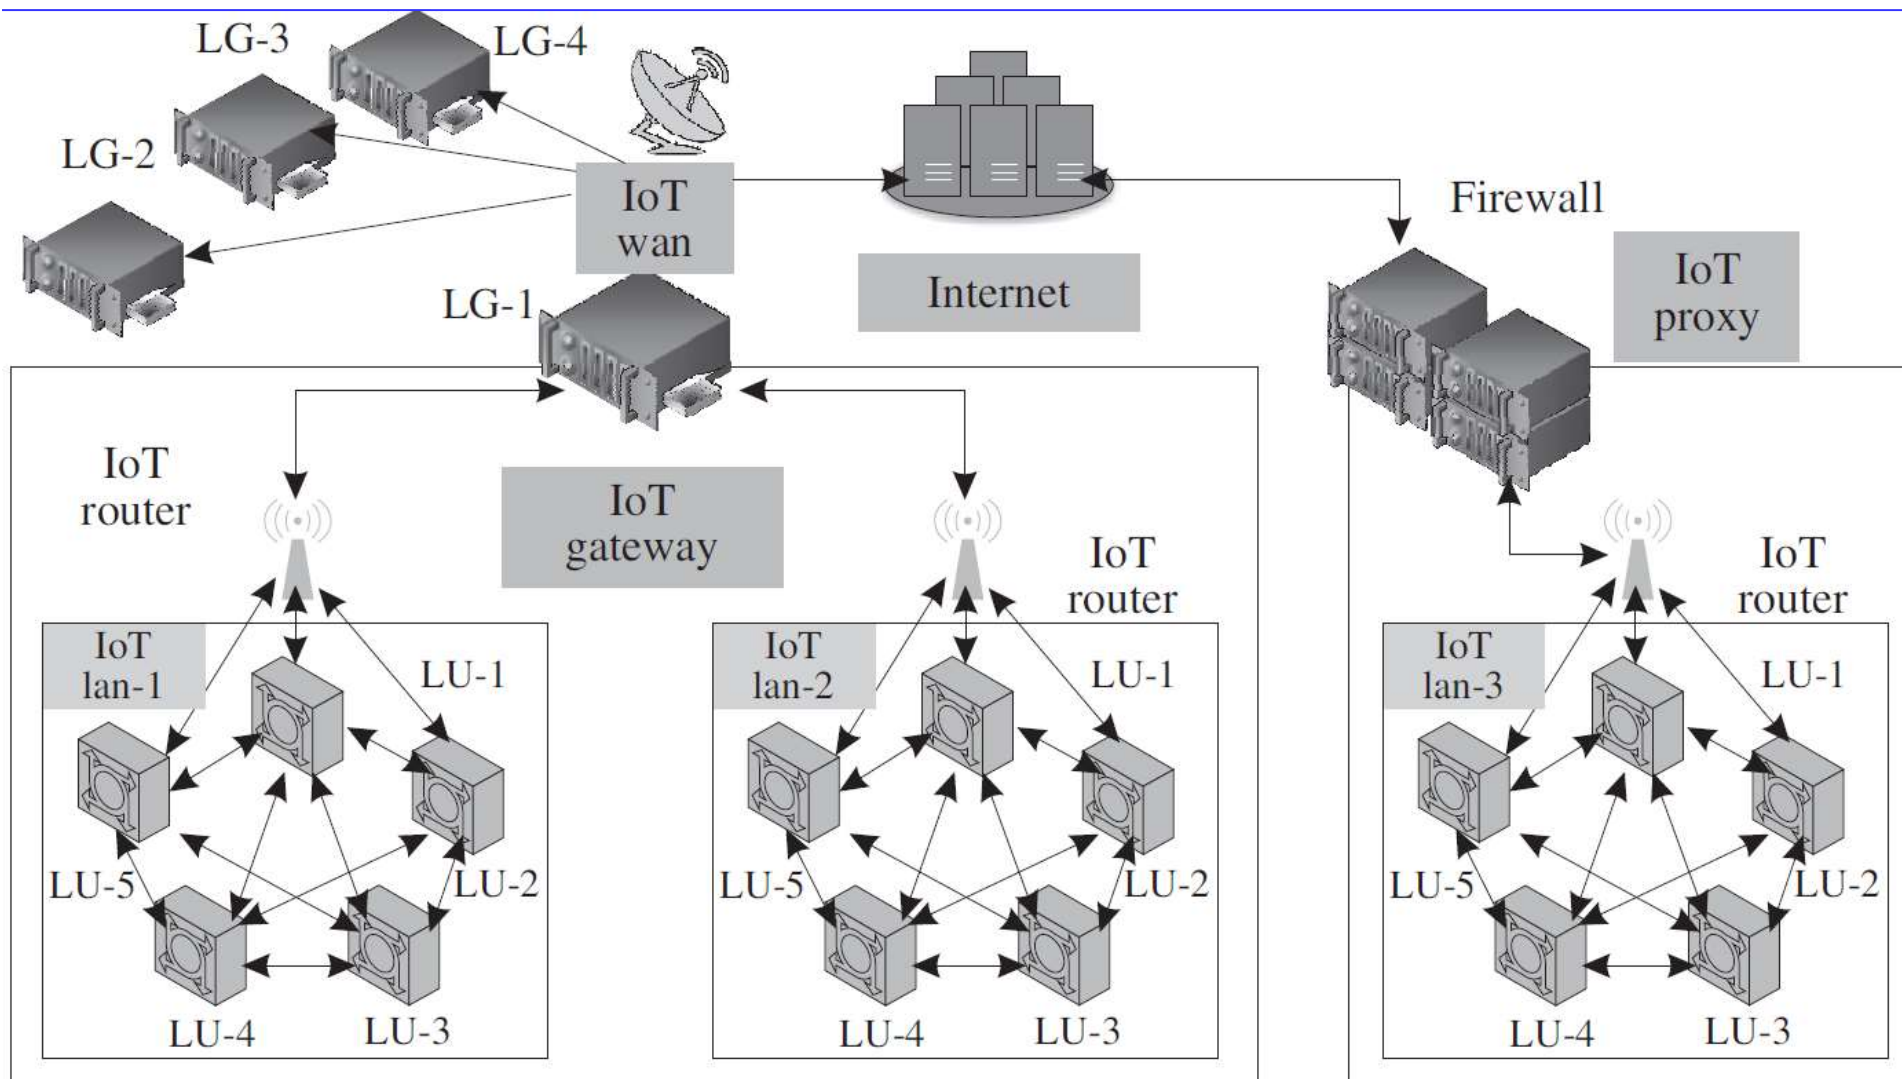 LG-3
LG-4
LG-2
IoT
wan
Firewall
IoT
proxy
Internet
LG-1
IoT
router
IoT
gateway
IoT
router
IoT
router
IoT
lan-1
LU-1
LU-5
LU-2
LU-4
LU-3
IoT
lan-2
LU-1
LU-5
LU-2
LU-4
LU-3
IoT
lan-3
LU-1
LU-5
LU-2
LU-4
LU-3